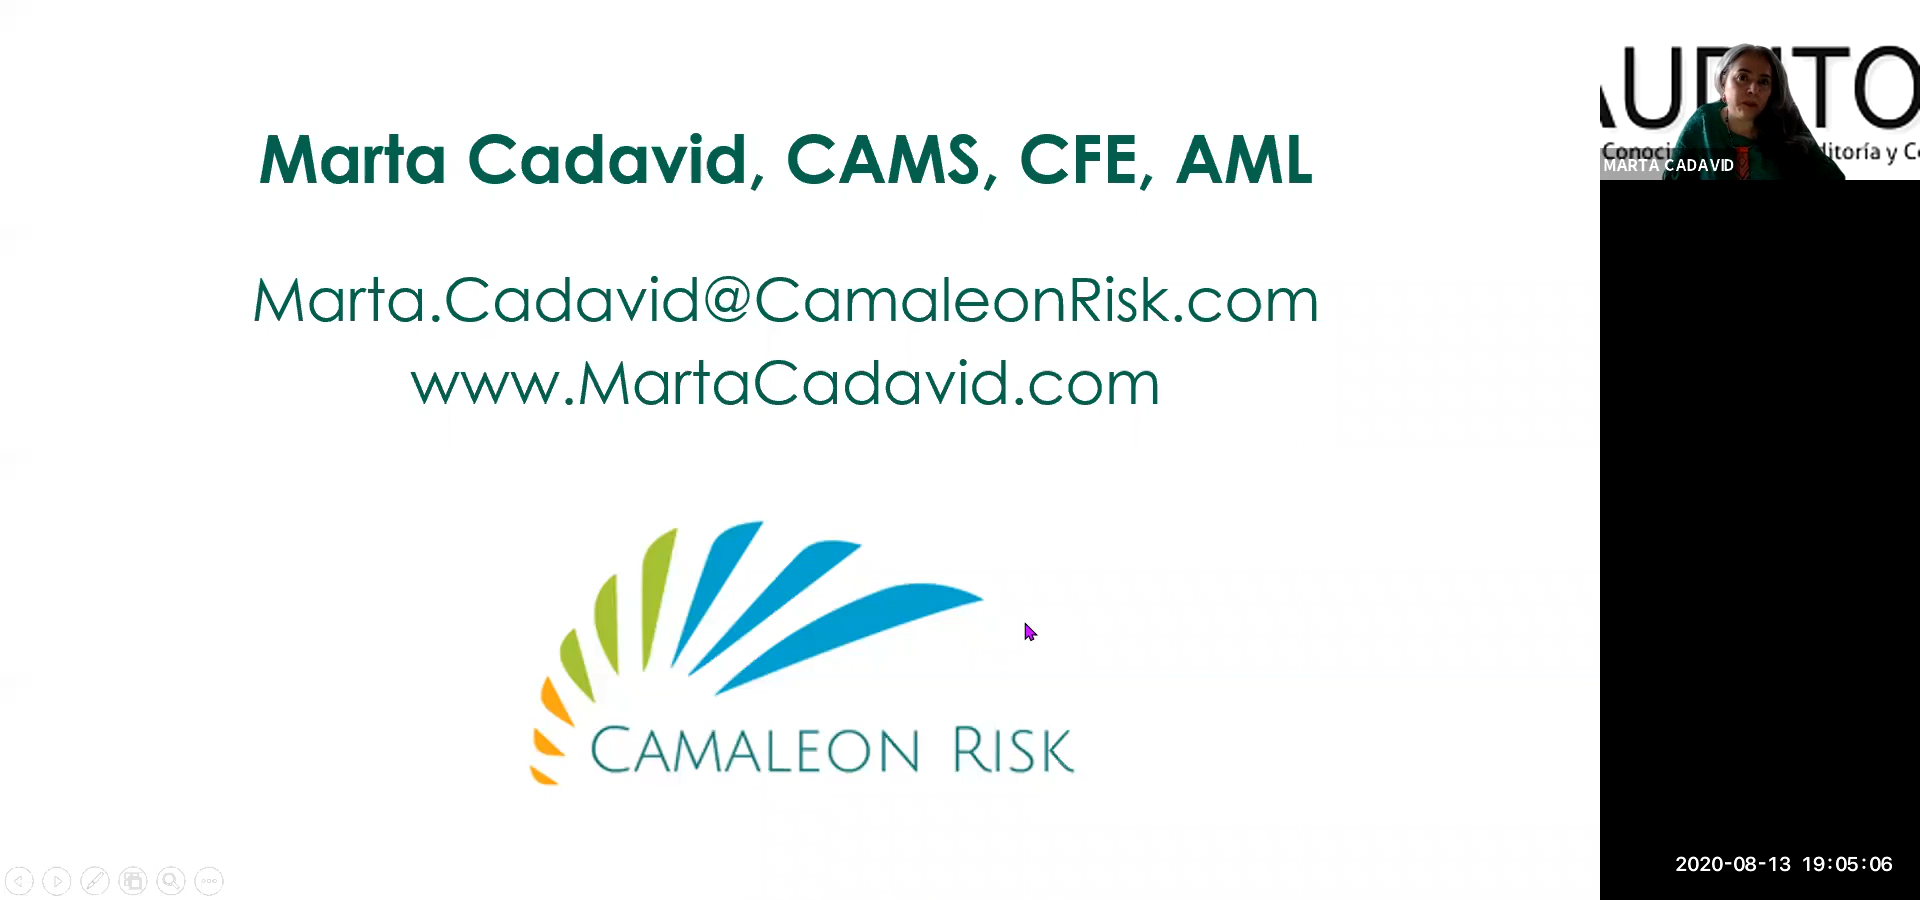 Marta Cadavid, CAMS, CFE, AML
Marta.Cadavid@CamaleonRisk.com
www.MartaCadavid.com
CAMALEON RISK
MARTA CADAVID
2020-08-13 19:05:06